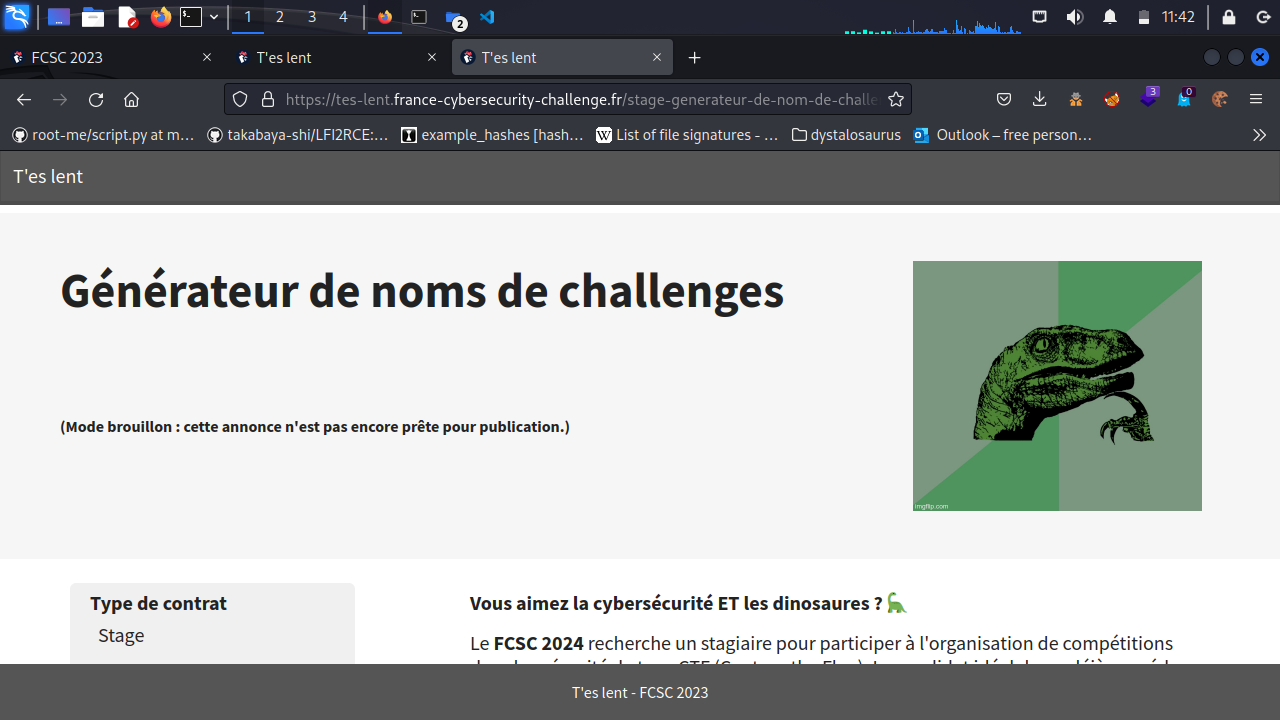 1 2 3 4 2 11:42
FCSC 2023 T'es lent T'es lent
https://tes-lent.france-cybersecurity-challenge.fr/stage-generateur-de-nom-de-challe 3 0
root-me/script.py at m… takabaya-shi/LFI2RCE:… example_hashes [hash… List of file signatures - … dystalosaurus Outlook – free person…
T'es lent
Générateur de noms de challenges
(Mode brouillon : cette annonce n'est pas encore prête pour publication.)
imgflip.com
Type de contrat
Stage
Vous aimez la cybersécurité ET les dinosaures ?
Le FCSC 2024 recherche un stagiaire pour participer à l'organisation de compétitions
T'es lent - FCSC 2023